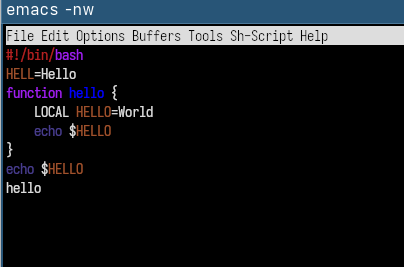 emacs -nw
File Edit Options Buffers Tools Sh-Script Help
#!/bin/bash
HELL=Hello
function hello {
    LOCAL HELLO=World
    echo $HELLO
}
echo $HELLO
hello